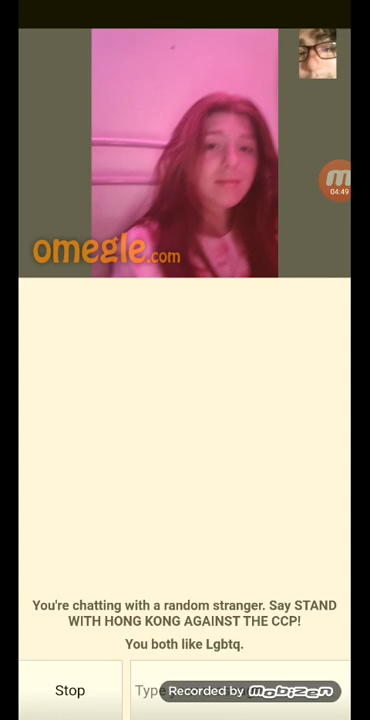 04:49
omegle.com
You're chatting with a random stranger. Say STAND
WITH HONG KONG AGAINST THE CCP!
You both like Lgbtq.
Stop
Type
Recorded by MOBIZEN